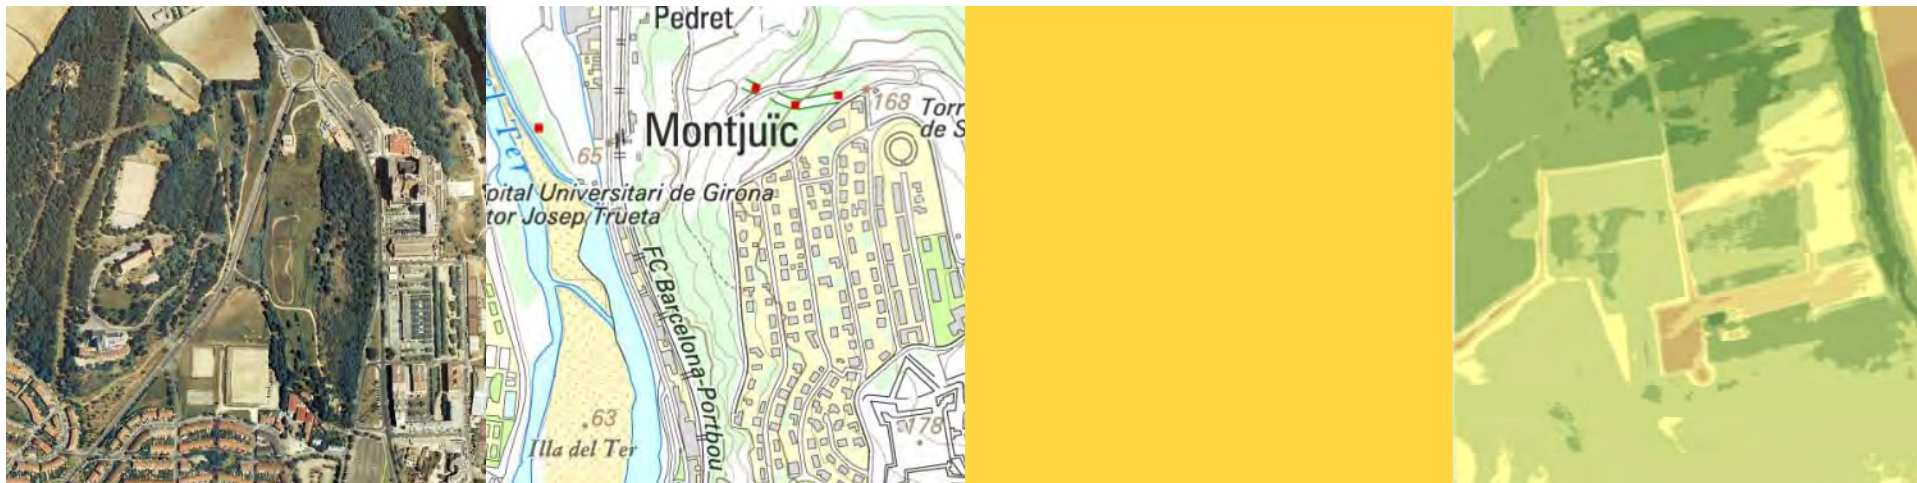 Pedret
168
Torr
de S
Montjuïc
el Ter
65
pital Universitari de Girona
tor Josep Trueta
FC Barcelona-Portbou
63
Illa del Ter
178